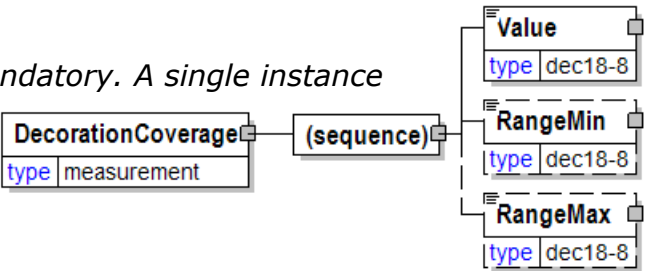 ndatory. A single instance
DecorationCoverage
type measurement
(sequence)
Value
type dec18-8
RangeMin
type dec18-8
RangeMax
type dec18-8